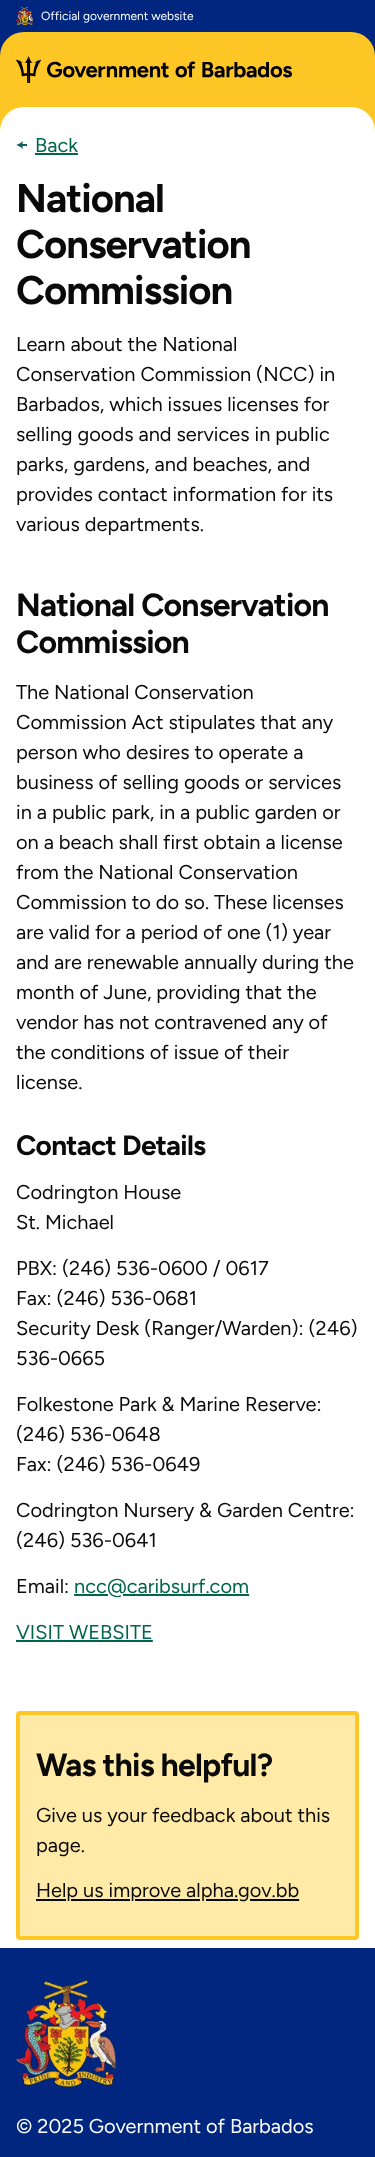 Official government website
Government of Barbados
Back
National
Conservation
Commission
Learn about the National
Conservation Commission (NCC) in
Barbados, which issues licenses for
selling goods and services in public
parks, gardens, and beaches, and
provides contact information for its
various departments.
National Conservation
Commission
The National Conservation
Commission Act stipulates that any
person who desires to operate a
business of selling goods or services
in a public park, in a public garden or
on a beach shall first obtain a license
from the National Conservation
Commission to do so. These licenses
are valid for a period of one (1) year
and are renewable annually during the
month of June, providing that the
vendor has not contravened any of
the conditions of issue of their
license.
Contact Details
Codrington House
St. Michael
PBX: (246) 536-0600 / 0617
Fax: (246) 536-0681
Security Desk (Ranger/Warden): (246)
536-0665
Folkestone Park & Marine Reserve:
(246) 536-0648
Fax: (246) 536-0649
Codrington Nursery & Garden Centre:
(246) 536-0641
Email: ncc@caribsurf.com
VISIT WEBSITE
Was this helpful?
Give us your feedback about this
page.
Help us improve alpha.gov.bb
PRIDE AND INDUSTRY
© 2025 Government of Barbados